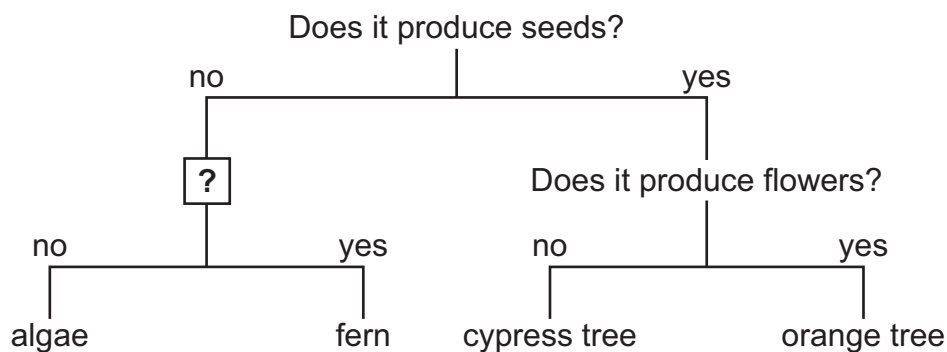 Does it produce seeds?
no yes
?
Does it produce flowers?
no yes no yes
algae fern cypress tree orange tree